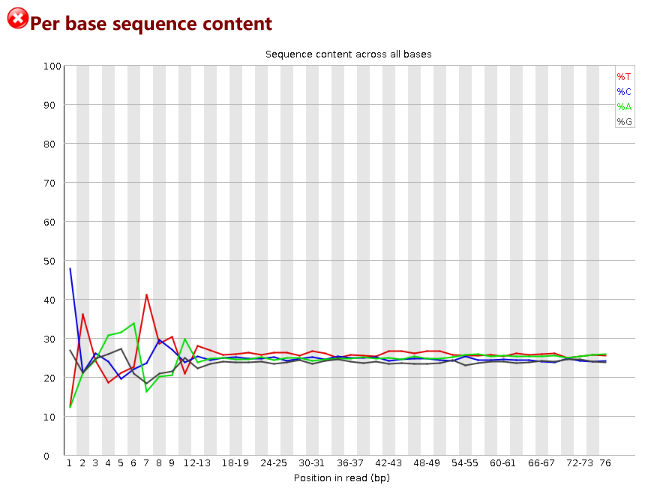 Per base sequence content
Sequence content across all bases
%T
%C
%A
%G
100
90
80
70
60
50
40
30
20
10
0
1 2 3 4 5 6 7 8 9 12-13 18-19 24-25 30-31 36-37 42-43 48-49 54-55 60-61 66-67 72-73 76
Position in read (bp)